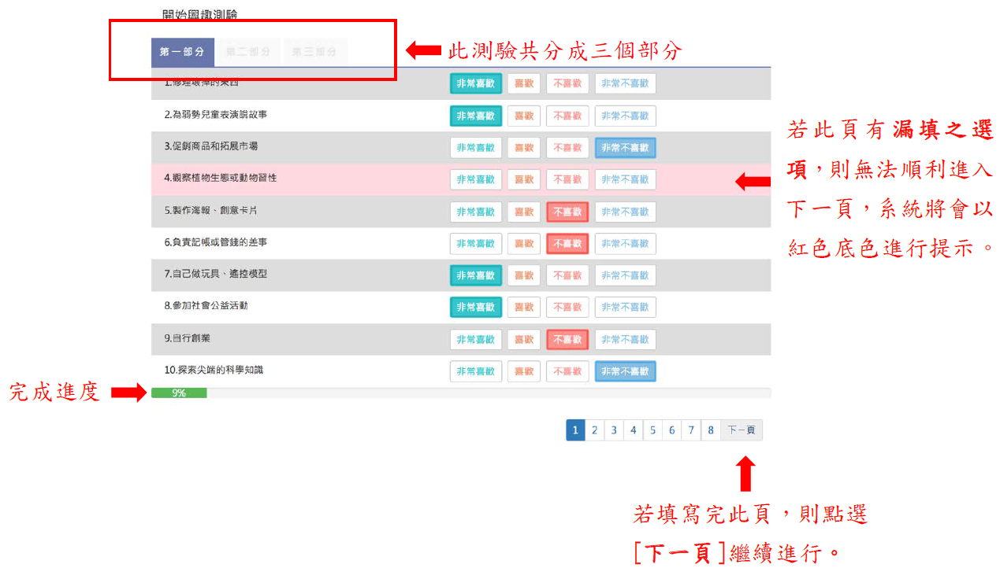 開始興趣測驗
第一部分 第二部分 第三部分
此測驗共分成三個部分
1.修理破掉的東西 非常喜歡 喜歡 不喜歡 非常不喜歡
2.為弱勢兒童表演說故事 非常喜歡 喜歡 不喜歡 非常不喜歡
3.促銷商品和拓展市場 非常喜歡 喜歡 不喜歡 非常不喜歡
4.觀察植物生態或動物習性 非常喜歡 喜歡 不喜歡 非常不喜歡
5.製作海報、創意卡片 非常喜歡 喜歡 不喜歡 非常不喜歡
6.負責記帳或管錢的差事 非常喜歡 喜歡 不喜歡 非常不喜歡
7.自己做玩具、遙控模型 非常喜歡 喜歡 不喜歡 非常不喜歡
8.參加社會公益活動 非常喜歡 喜歡 不喜歡 非常不喜歡
9.自行創業 非常喜歡 喜歡 不喜歡 非常不喜歡
10.探索尖端的科學知識 非常喜歡 喜歡 不喜歡 非常不喜歡
若此頁有漏填之選
項，則無法順利進入
下一頁，系統將會以
紅色底色進行提示。
完成進度
9%
1 2 3 4 5 6 7 8 下一頁
若填寫完此頁，則點選
[下一頁]繼續進行。